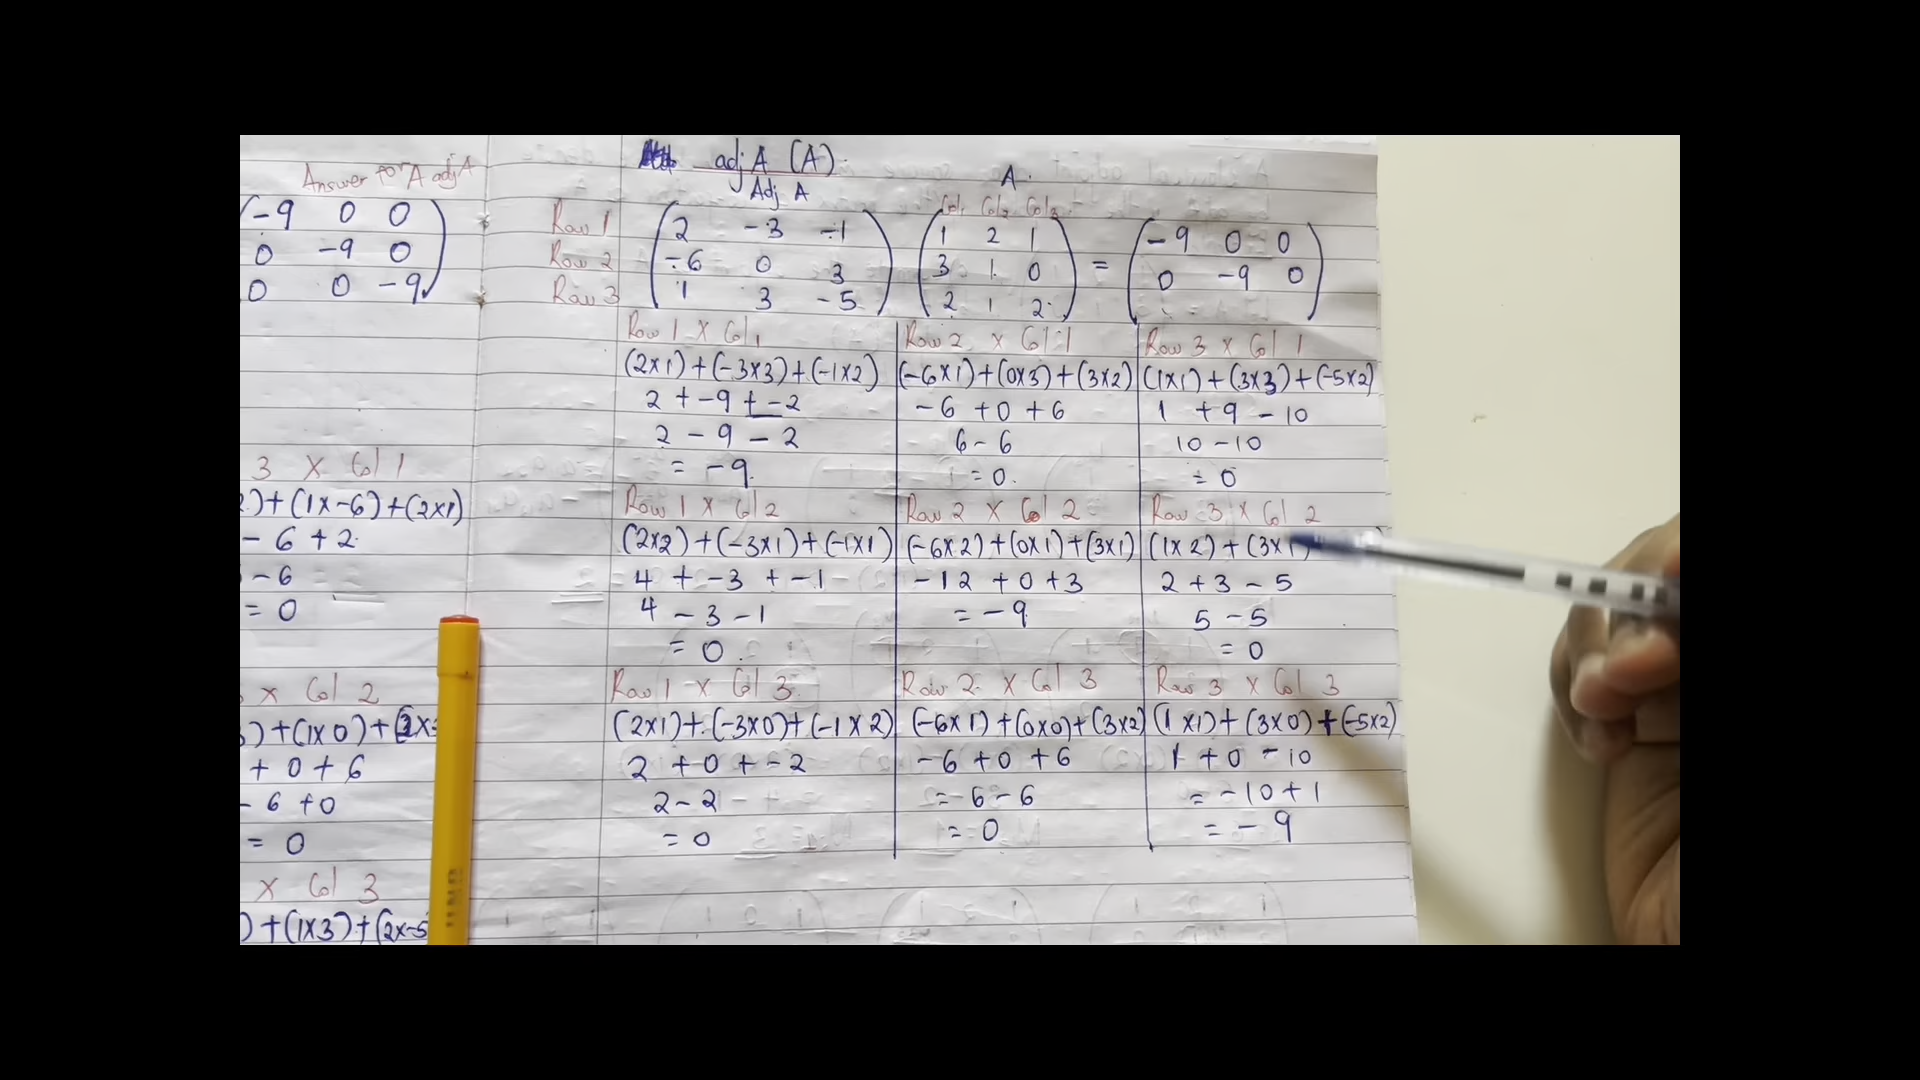 Answer for A adj A
-9 0 0
0 -9 0
0 0 -9
3 x Col 1
)+(1x-6)+(2x1)
- 6 + 2
-6
= 0
x Col 2
)+(1x0)+(
+ 0 + 6
- 6 + 0
= 0
x Col 3
)+(1x3)+(2x-5
adj A (A)
Adj A
A
Col1 Col2 Col3
Row 1 2 -3 -1 1 2 1 -9 0 0
Row 2 -6 0 3 3 1 0 = 0 -9 0
Row 3 1 3 -5 2 1 2
Row 1 x Col 1
(2x1)+(-3x3)+(-1x2)
2 + -9 + -2
2 - 9 - 2
= -9
Row 2 x Col 1
(-6x1)+(0x3)+(3x2)
-6 + 0 + 6
6 - 6
= 0
Row 3 x Col 1
(1x1)+(3x3)+(-5x2)
1 + 9 - 10
10 - 10
= 0
Row 1 x Col 2
(2x2)+(-3x1)+(-1x1)
4 + -3 + -1
4 - 3 - 1
= 0
Row 2 x Col 2
(-6x2)+(0x1)+(3x1)
-12 + 0 + 3
= -9
Row 3 x Col 2
(1x2)+(3x1
2 + 3 - 5
5 - 5
= 0
Row 1 x Col 3
(2x1)+(-3x0)+(-1x2)
2 + 0 + -2
2 - 2
= 0
Row 2 x Col 3
(-6x1)+(0x0)+(3x2)
-6 + 0 + 6
= 6 - 6
= 0
Row 3 x Col 3
(1x1)+(3x0)+(-5x2)
1 + 0 - 10
= -10 + 1
= -9